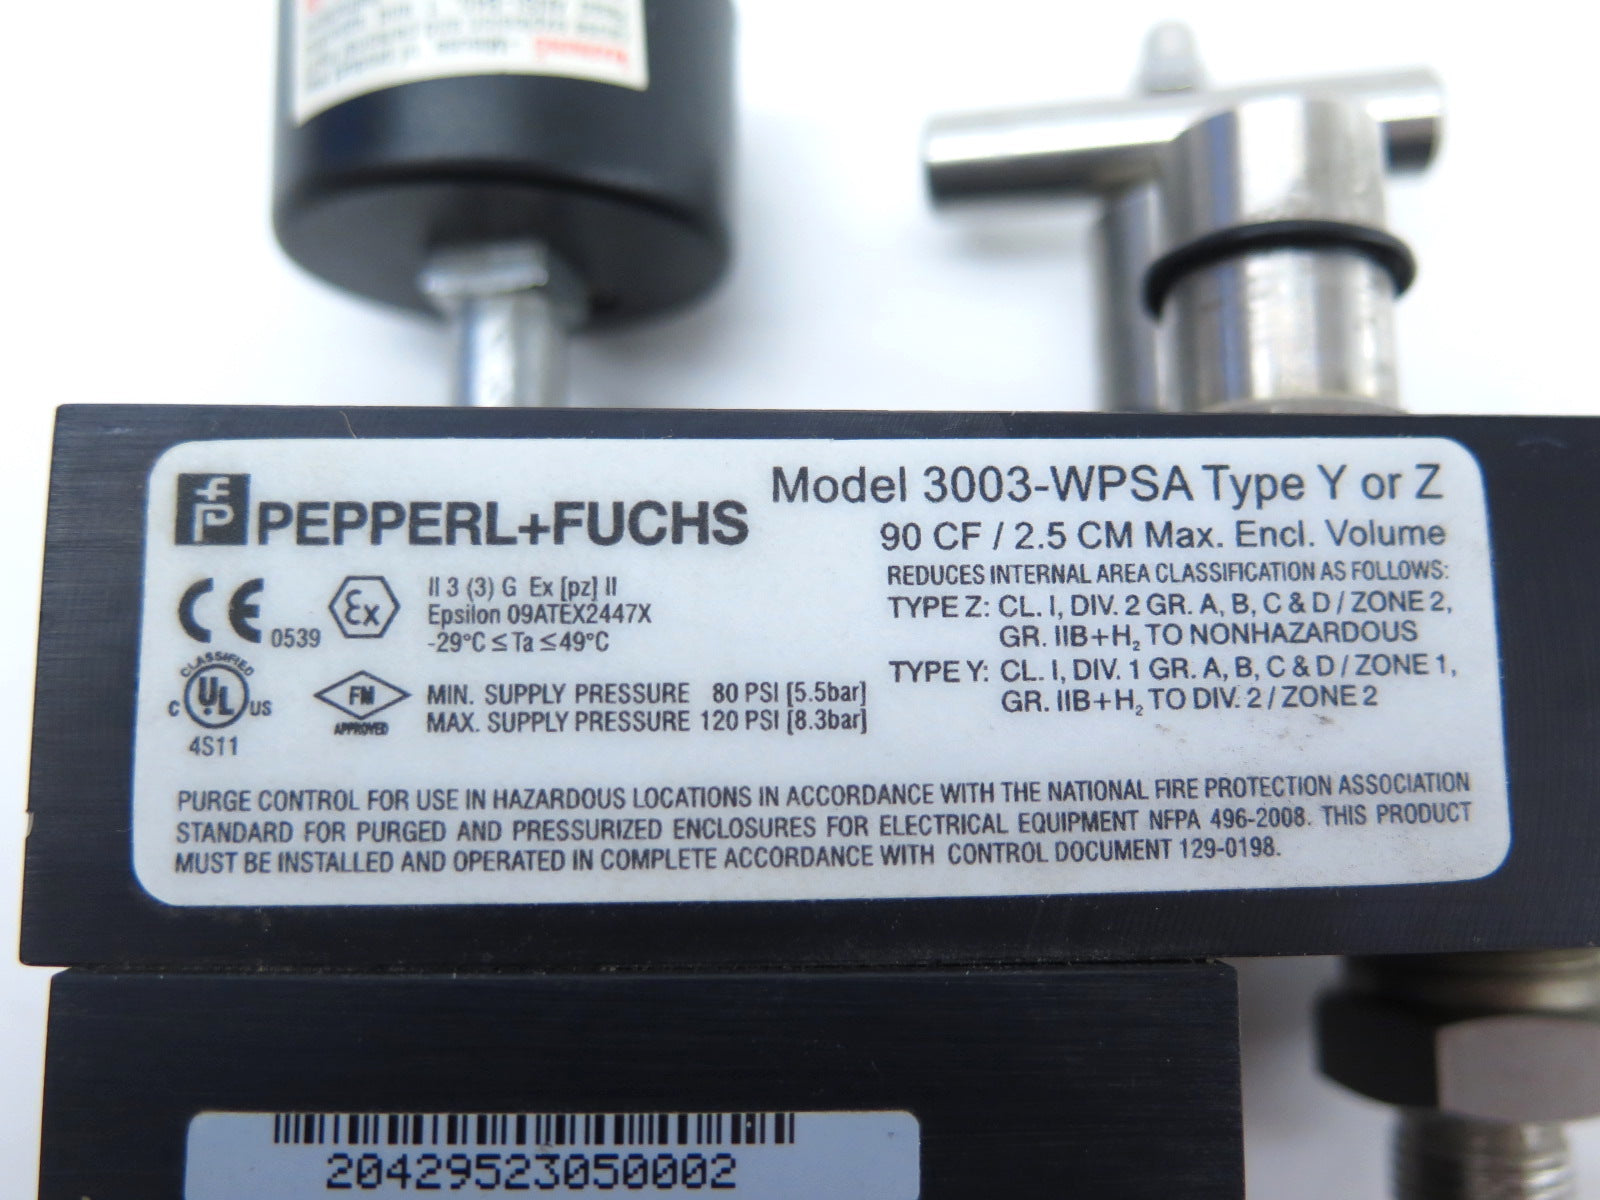 PEPPERL+FUCHS
Model 3003-WPSA Type Y or Z
90 CF / 2.5 CM Max. Encl. Volume
REDUCES INTERNAL AREA CLASSIFICATION AS FOLLOWS:
TYPE Z: CL. I, DIV. 2 GR. A, B, C & D / ZONE 2,
GR. IIB+H₂ TO NONHAZARDOUS
TYPE Y: CL. I, DIV. 1 GR. A, B, C & D / ZONE 1,
GR. IIB+H₂ TO DIV. 2 / ZONE 2
CE 0539
Ex
II 3 (3) G Ex [pz] II
Epsilon 09ATEX2447X
-29°C ≤ Ta ≤ 49°C
CLASSIFIED
C UL US
4S11
FM
APPROVED
MIN. SUPPLY PRESSURE 80 PSI [5.5bar]
MAX. SUPPLY PRESSURE 120 PSI [8.3bar]
PURGE CONTROL FOR USE IN HAZARDOUS LOCATIONS IN ACCORDANCE WITH THE NATIONAL FIRE PROTECTION ASSOCIATION
STANDARD FOR PURGED AND PRESSURIZED ENCLOSURES FOR ELECTRICAL EQUIPMENT NFPA 496-2008. THIS PRODUCT
MUST BE INSTALLED AND OPERATED IN COMPLETE ACCORDANCE WITH CONTROL DOCUMENT 129-0198.
20429523050002